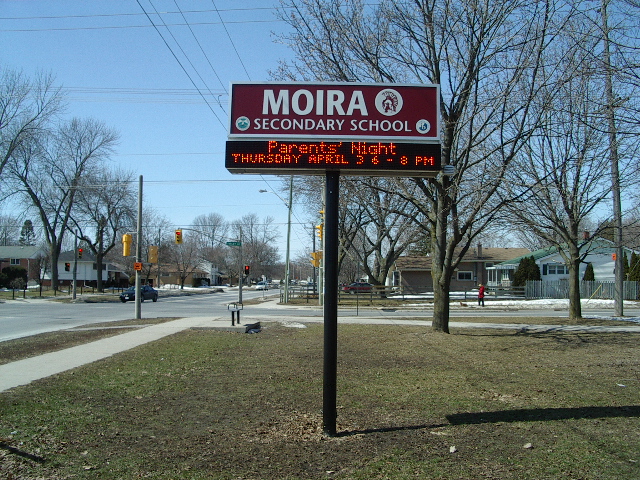 MOIRA
SECONDARY SCHOOL
Parents' Night
THURSDAY APRIL 3 6 - 8 PM